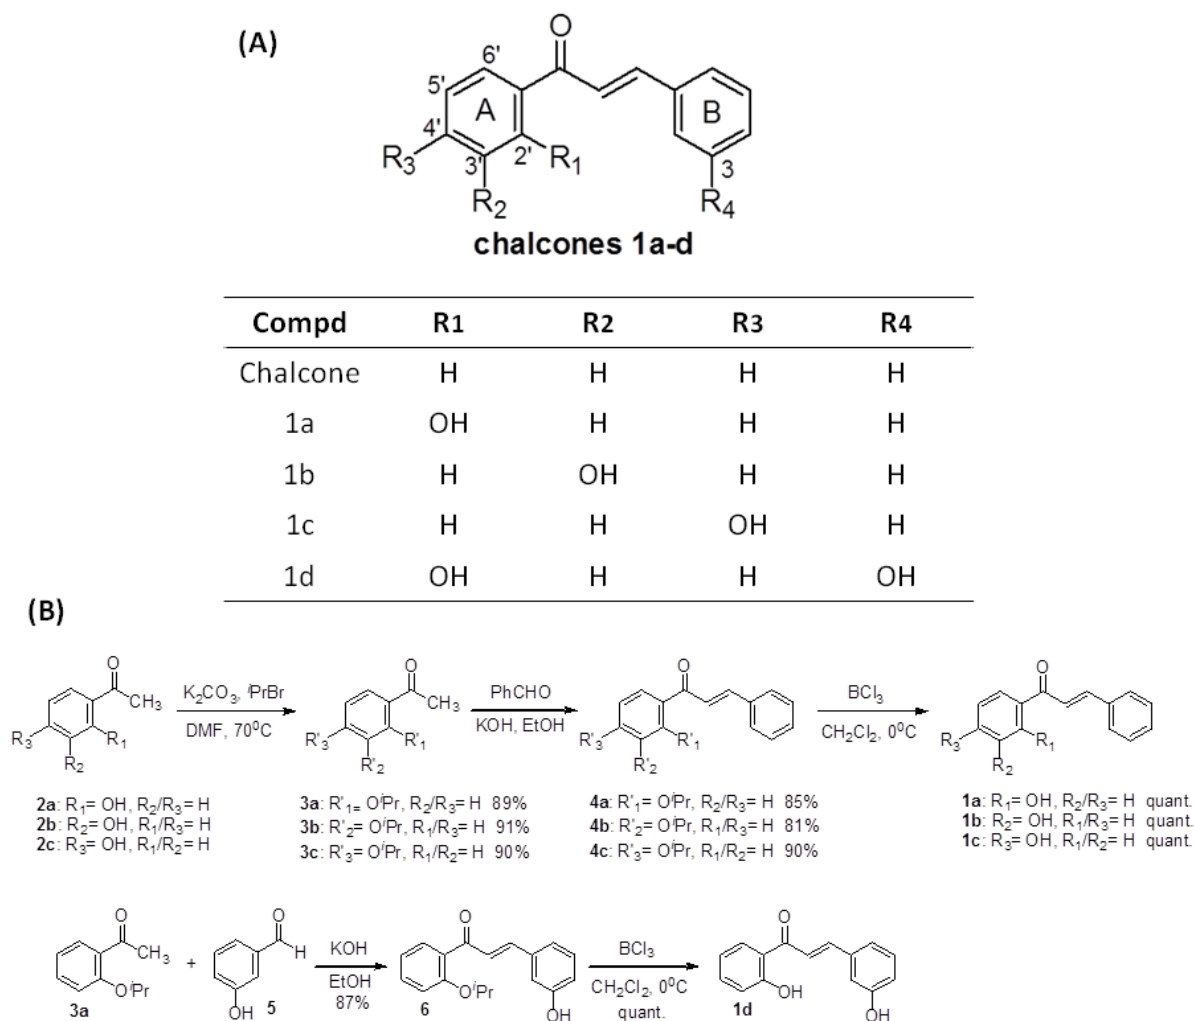 (A)
O
6'
5'
A
B
4'
R3
3'
2'
R1
3
R2
R4
chalcones 1a-d
Compd R1 R2 R3 R4
Chalcone H H H H
1a OH H H H
1b H OH H H
1c H H OH H
1d OH H H OH
(B)
O
CH3
R3
R1
R2
K2CO3, iPrBr
DMF, 70⁰C
O
CH3
R'3
R'1
R'2
PhCHO
KOH, EtOH
O
R'3
R'1
R'2
BCl3
CH2Cl2, 0⁰C
O
R3
R1
R2
2a: R1= OH, R2/R3= H
2b: R2= OH, R1/R3= H
2c: R3= OH, R1/R2= H
3a: R'1= OiPr, R2/R3= H 89%
3b: R'2= OiPr, R1/R3= H 91%
3c: R'3= OiPr, R1/R2= H 90%
4a: R'1= OiPr, R2/R3= H 85%
4b: R'2= OiPr, R1/R3= H 81%
4c: R'3= OiPr, R1/R2= H 90%
1a: R1= OH, R2/R3= H quant.
1b: R2= OH, R1/R3= H quant.
1c: R3= OH, R1/R2= H quant.
O
CH3
OiPr
3a
+
O
H
OH
5
KOH
EtOH
87%
O
OiPr
6
OH
BCl3
CH2Cl2, 0⁰C
quant.
O
OH
1d
OH